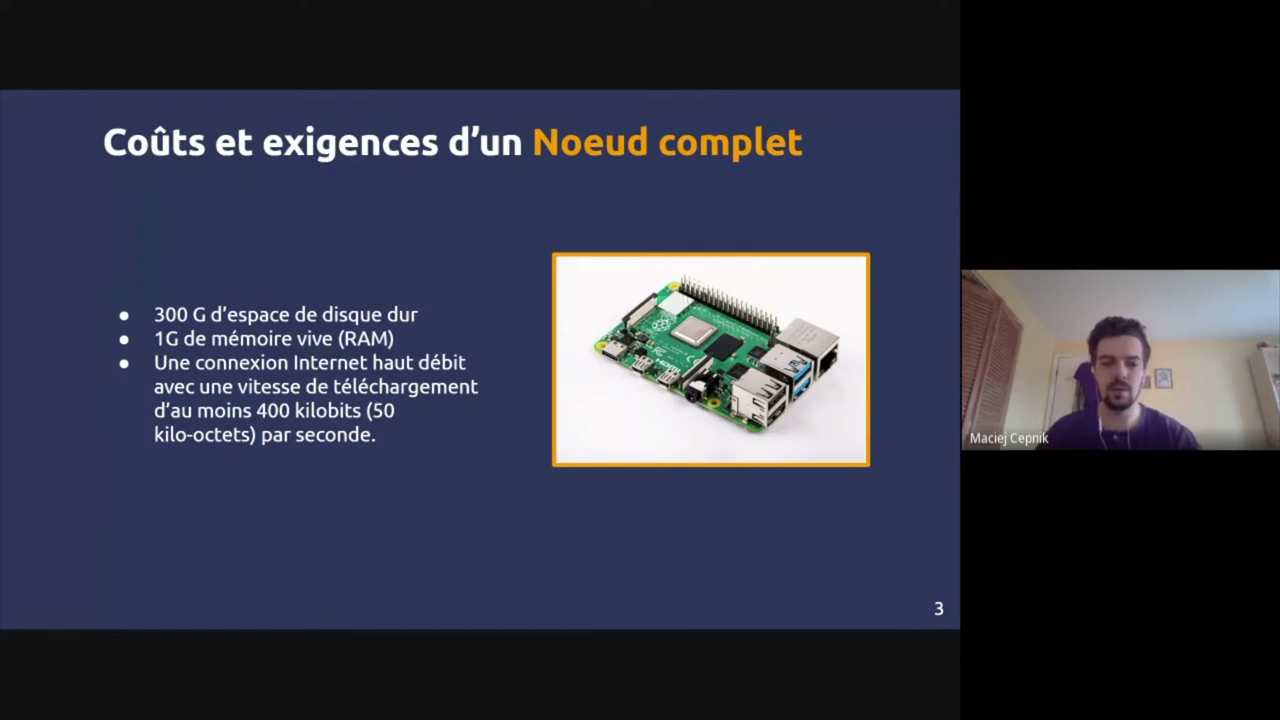 Coûts et exigences d’un Noeud complet
● 300 G d’espace de disque dur
● 1G de mémoire vive (RAM)
● Une connexion Internet haut débit
avec une vitesse de téléchargement
d’au moins 400 kilobits (50
kilo-octets) par seconde.
3
Maciej Cepnik